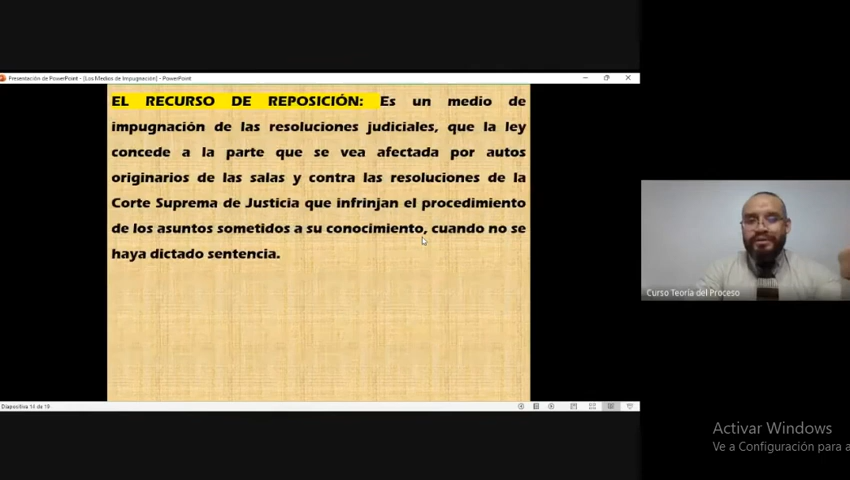 Presentación de PowerPoint - [Los Medios de Impugnación] - PowerPoint
EL RECURSO DE REPOSICIÓN: Es un medio de
impugnación de las resoluciones judiciales, que la ley
concede a la parte que se vea afectada por autos
originarios de las salas y contra las resoluciones de la
Corte Suprema de Justicia que infrinjan el procedimiento
de los asuntos sometidos a su conocimiento, cuando no se
haya dictado sentencia.
Curso Teoría del Proceso
Diapositiva 14 de 19
Activar Windows
Ve a Configuración para a